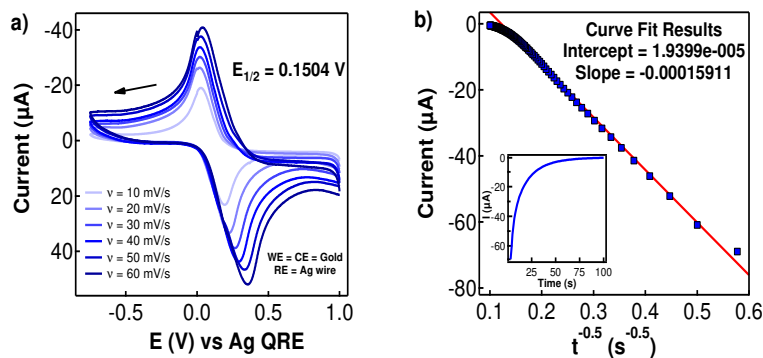 a)
-40
-20
0
20
40
Current (µA)
E1/2 = 0.1504 V
ν = 10 mV/s
ν = 20 mV/s
ν = 30 mV/s
ν = 40 mV/s
ν = 50 mV/s
ν = 60 mV/s
WE = CE = Gold
RE = Ag wire
-0.5 0.0 0.5 1.0
E (V) vs Ag QRE
b)
0
-20
-40
-60
-80
Current (µA)
Curve Fit Results
Intercept = 1.9399e-005
Slope = -0.00015911
0
-20
-40
-60
I (µA)
25 50 75 100
Time (s)
0.1 0.2 0.3 0.4 0.5 0.6
t-0.5 (s-0.5)